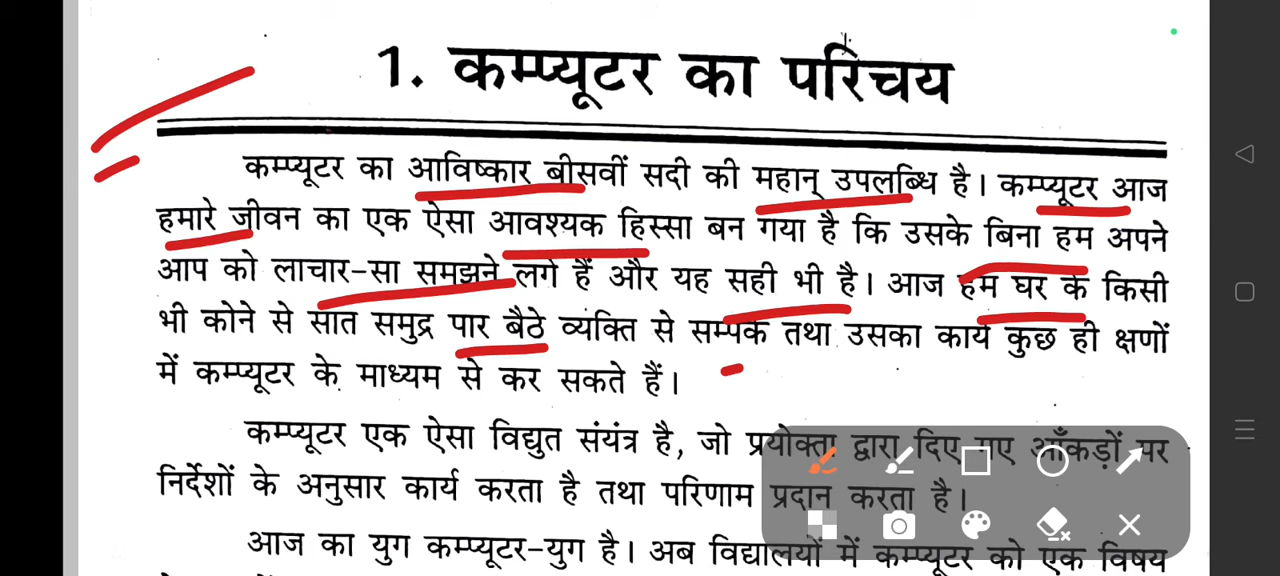 1. कम्प्यूटर का परिचय
कम्प्यूटर का आविष्कार बीसवीं सदी की महान् उपलब्धि है। कम्प्यूटर आज
हमारे जीवन का एक ऐसा आवश्यक हिस्सा बन गया है कि उसके बिना हम अपने
आप को लाचार-सा समझने लगे हैं और यह सही भी है। आज हम घर के किसी
भी कोने से सात समुद्र पार बैठे व्यक्ति से सम्पर्क तथा उसका कार्य कुछ ही क्षणों
में कम्प्यूटर के माध्यम से कर सकते हैं।
कम्प्यूटर एक ऐसा विद्युत संयंत्र है, जो प्रयोक्ता द्वारा दिए गए आँकड़ों पर
निर्देशों के अनुसार कार्य करता है तथा परिणाम प्रदान करता है।
आज का युग कम्प्यूटर-युग है। अब विद्यालयों में कम्प्यूटर को एक विषय